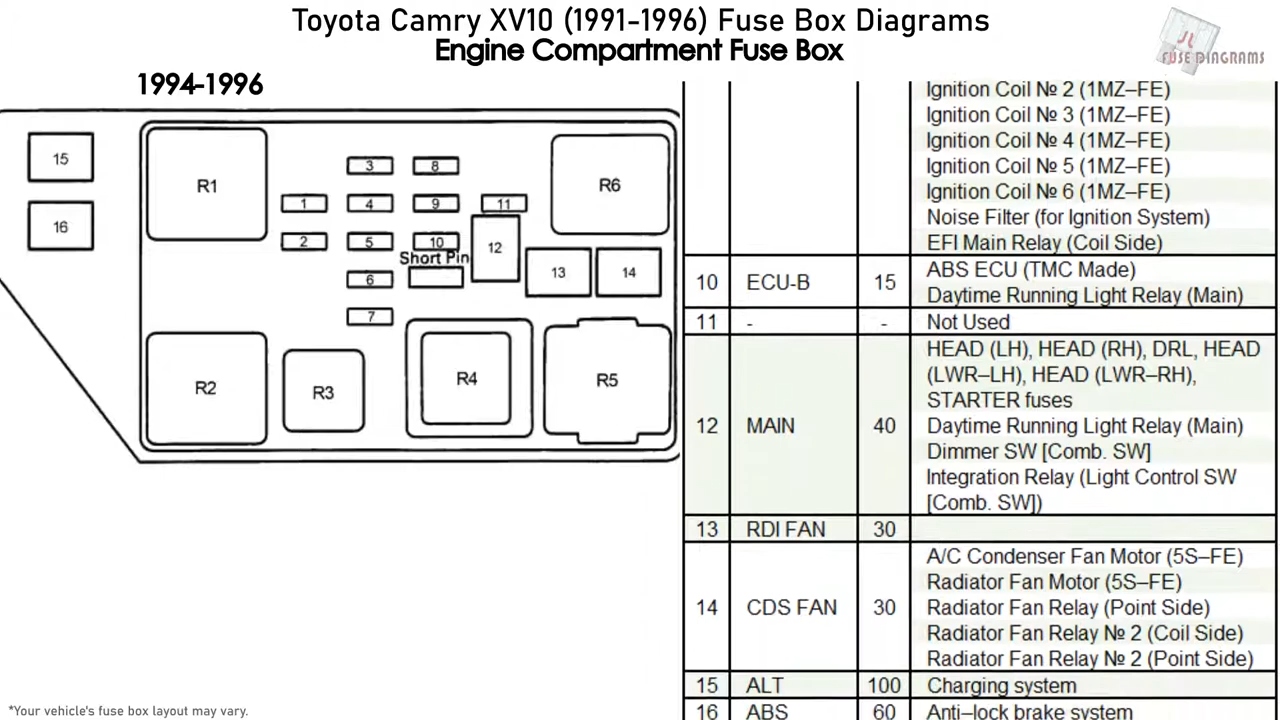 Toyota Camry XV10 (1991-1996) Fuse Box Diagrams
Engine Compartment Fuse Box
JL
FUSE DIAGRAMS
1994-1996
15
16
R1
1
2
3
4
5
6
7
8
9
10
Short Pin
11
12
13
14
R6
R2
R3
R4
R5
Ignition Coil № 2 (1MZ–FE)
Ignition Coil № 3 (1MZ–FE)
Ignition Coil № 4 (1MZ–FE)
Ignition Coil № 5 (1MZ–FE)
Ignition Coil № 6 (1MZ–FE)
Noise Filter (for Ignition System)
EFI Main Relay (Coil Side)
10 ECU-B 15 ABS ECU (TMC Made)
Daytime Running Light Relay (Main)
11 - - Not Used
12 MAIN 40 HEAD (LH), HEAD (RH), DRL, HEAD
(LWR–LH), HEAD (LWR–RH),
STARTER fuses
Daytime Running Light Relay (Main)
Dimmer SW [Comb. SW]
Integration Relay (Light Control SW
[Comb. SW])
13 RDI FAN 30
14 CDS FAN 30 A/C Condenser Fan Motor (5S–FE)
Radiator Fan Motor (5S–FE)
Radiator Fan Relay (Point Side)
Radiator Fan Relay № 2 (Coil Side)
Radiator Fan Relay № 2 (Point Side)
15 ALT 100 Charging system
16 ABS 60 Anti–lock brake system
*Your vehicle's fuse box layout may vary.